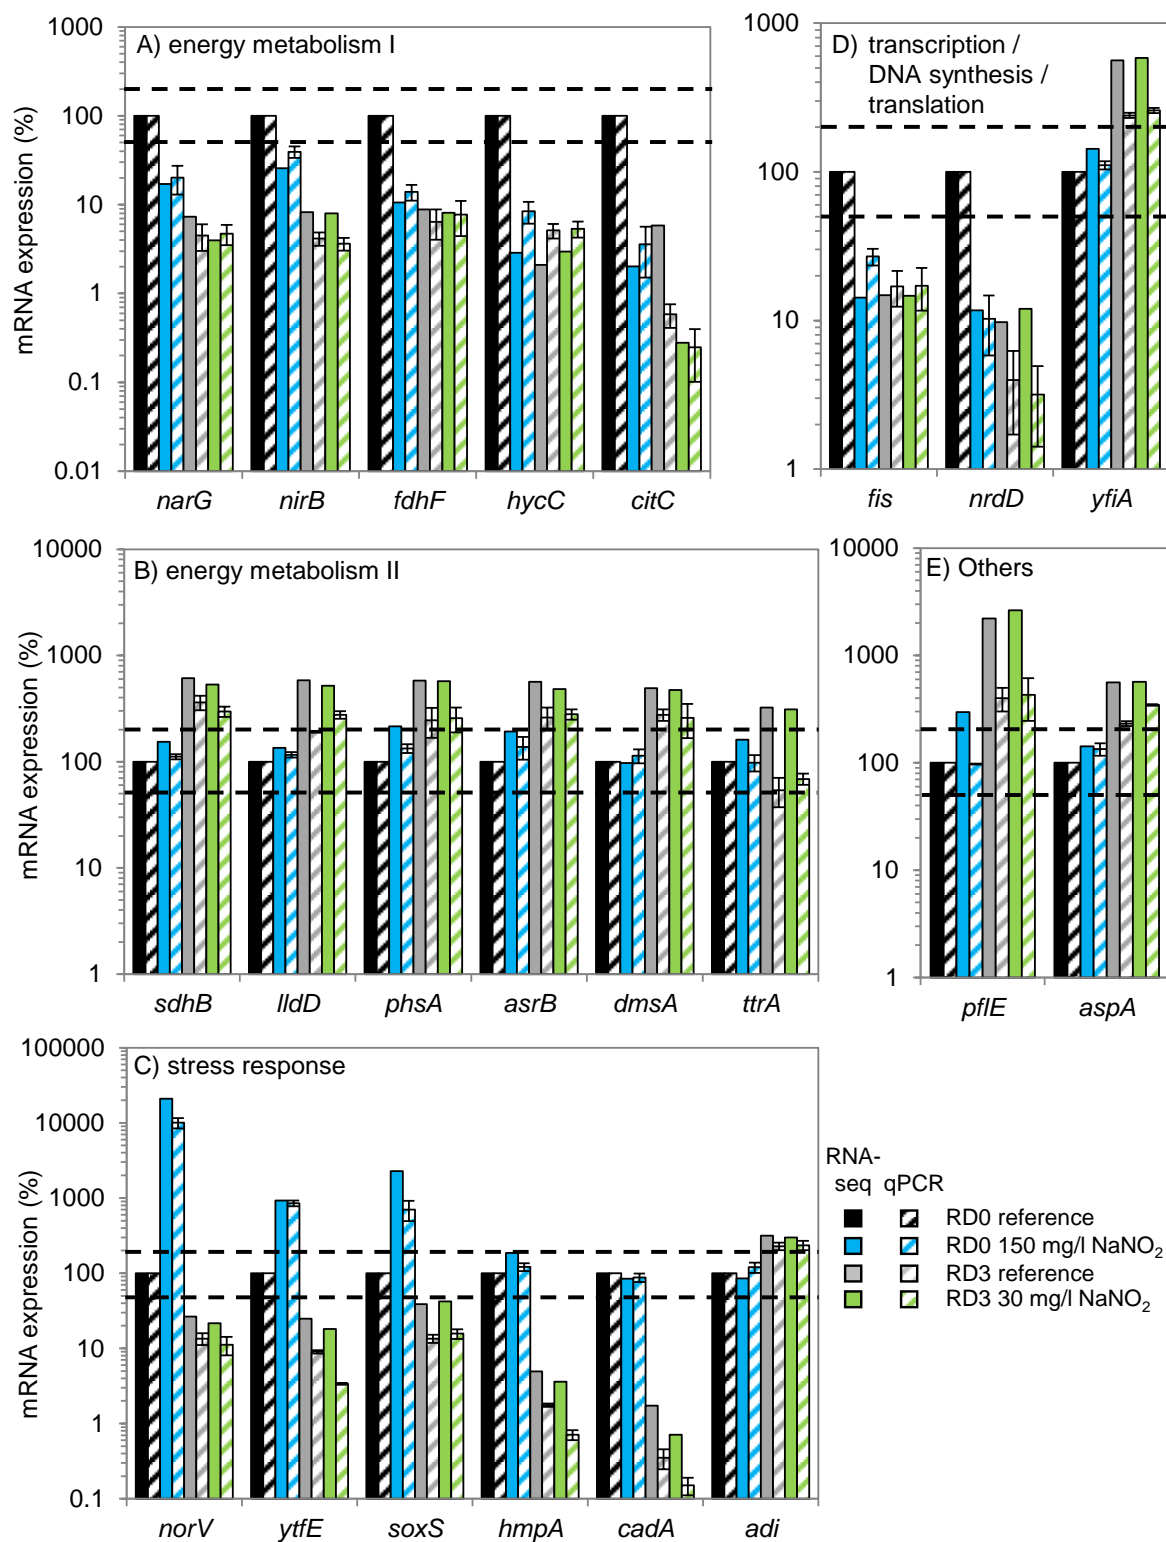 A) energy metabolism I
mRNA expression (%)
1000
100
10
1
0.1
0.01
narG nirB fdhF hycC citC
D) transcription /
DNA synthesis /
translation
1000
100
10
1
fis nrdD yfiA
B) energy metabolism II
mRNA expression (%)
10000
1000
100
10
1
sdhB lldD phsA asrB dmsA ttrA
E) Others
10000
1000
100
10
1
pflE aspA
C) stress response
mRNA expression (%)
100000
10000
1000
100
10
1
0.1
norV ytfE soxS hmpA cadA adi
RNA-
seq qPCR
RD0 reference
RD0 150 mg/l NaNO₂
RD3 reference
RD3 30 mg/l NaNO₂